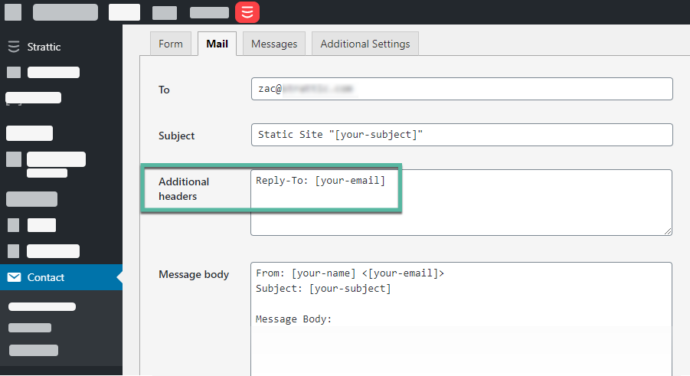 Strattic
Contact
Form
Mail
Messages
Additional Settings
To
zac@
Subject
Static Site "[your-subject]"
Additional
headers
Reply-To: [your-email]
Message body
From: [your-name] <[your-email]>
Subject: [your-subject]
Message Body: